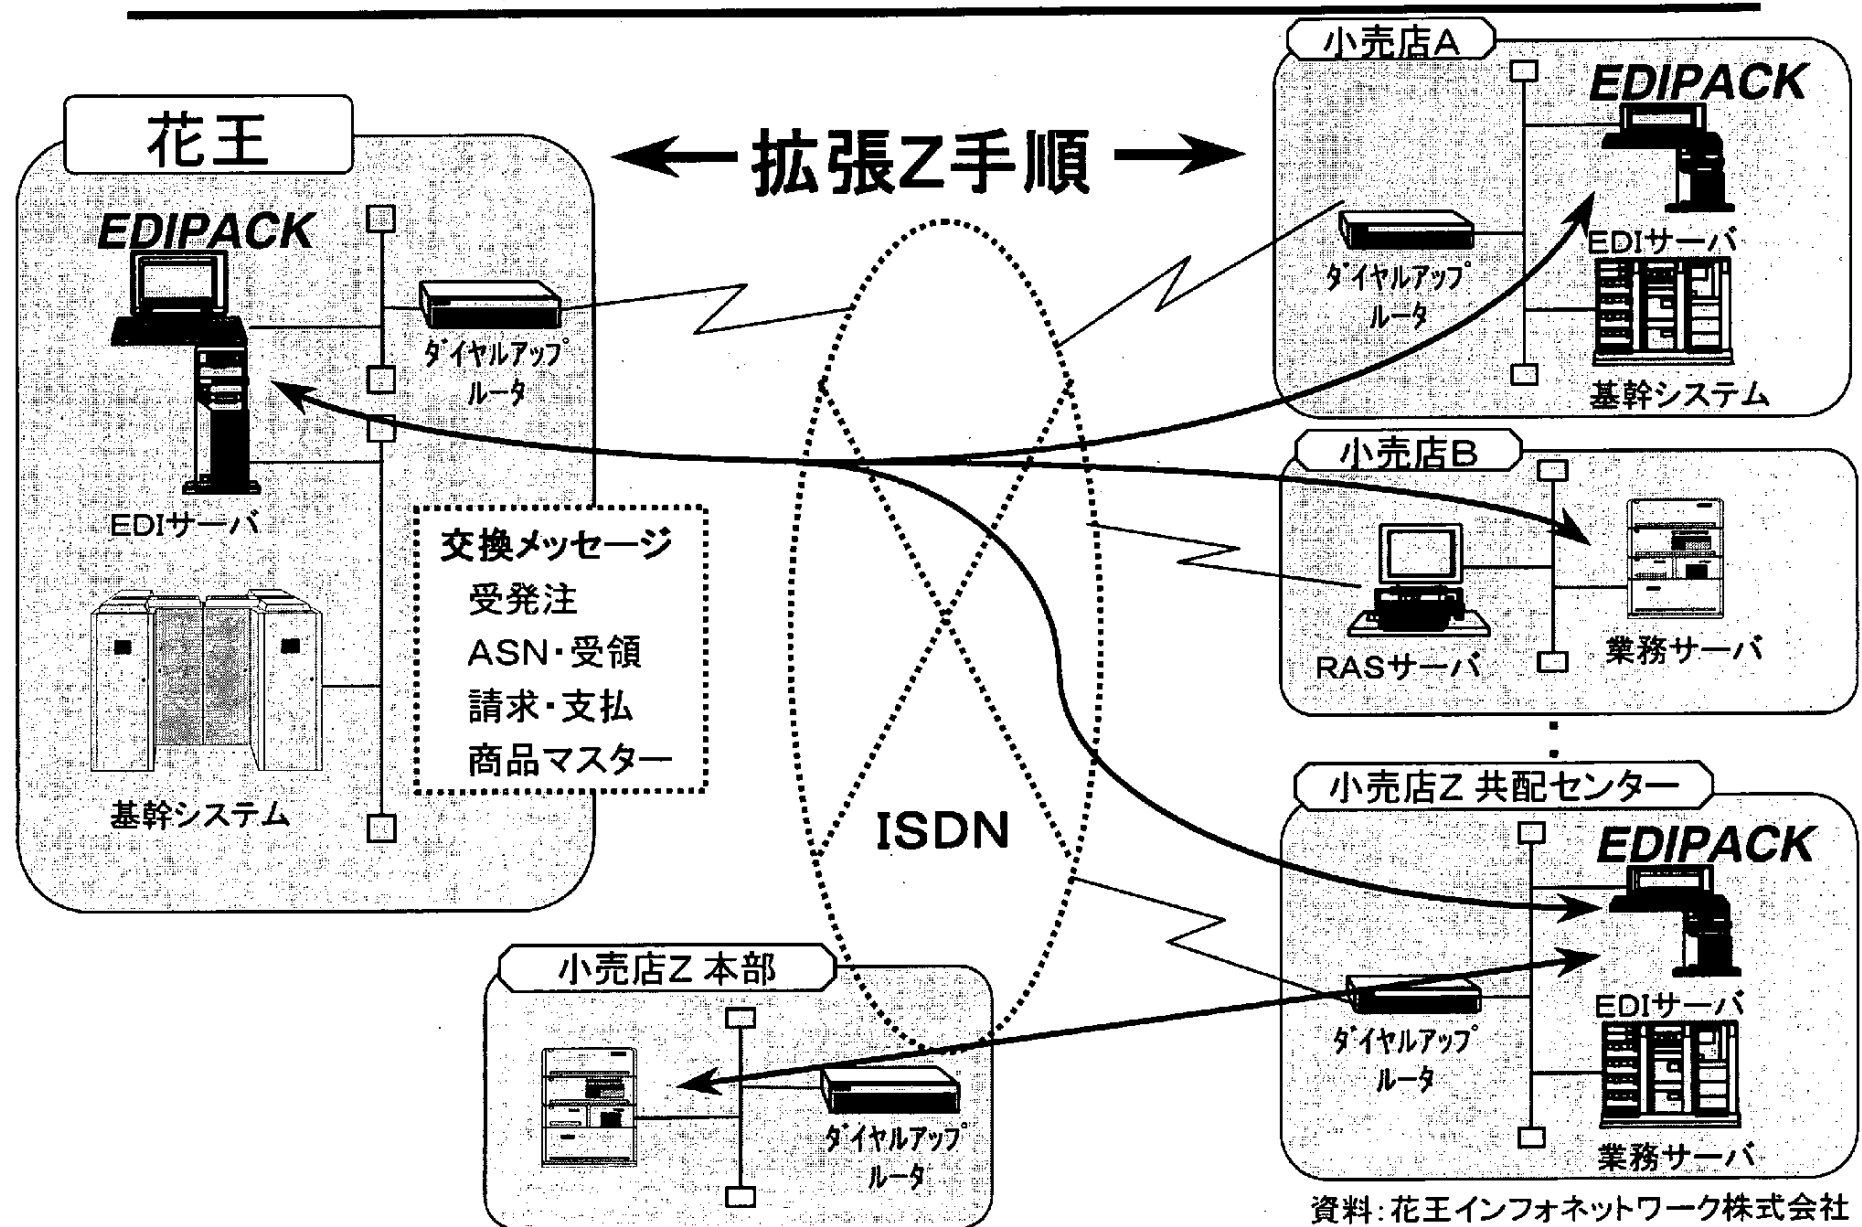 花王
EDIPACK
ダイヤルアップ
ルータ
EDIサーバ
基幹システム
交換メッセージ
受発注
ASN・受領
請求・支払
商品マスター
拡張Z手順
ISDN
小売店A
EDIPACK
ダイヤルアップ
ルータ
EDIサーバ
基幹システム
小売店B
RASサーバ
業務サーバ
小売店Z 共配センター
EDIPACK
EDIサーバ
ダイヤルアップ
ルータ
業務サーバ
小売店Z 本部
ダイヤルアップ
ルータ
資料:花王インフォネットワーク株式会社